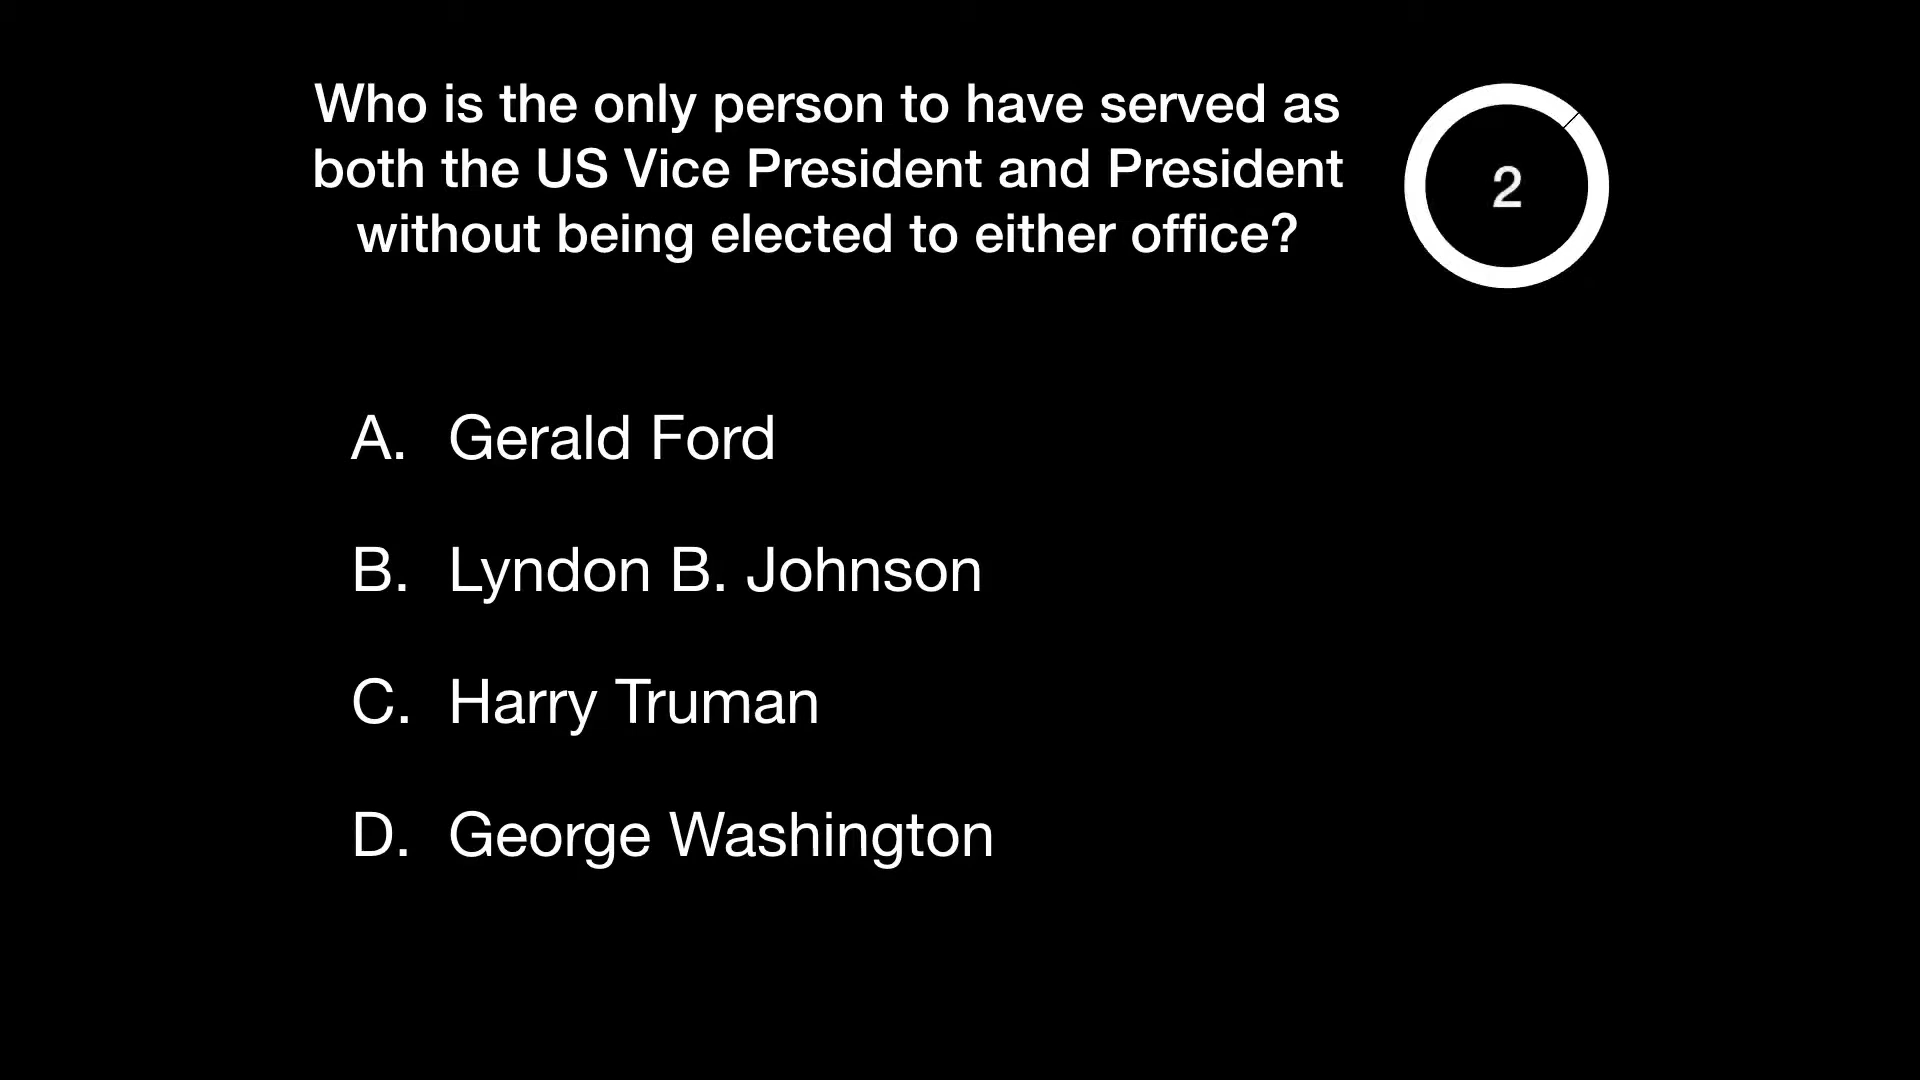 Who is the only person to have served as
both the US Vice President and President
without being elected to either office?
2
A. Gerald Ford
B. Lyndon B. Johnson
C. Harry Truman
D. George Washington